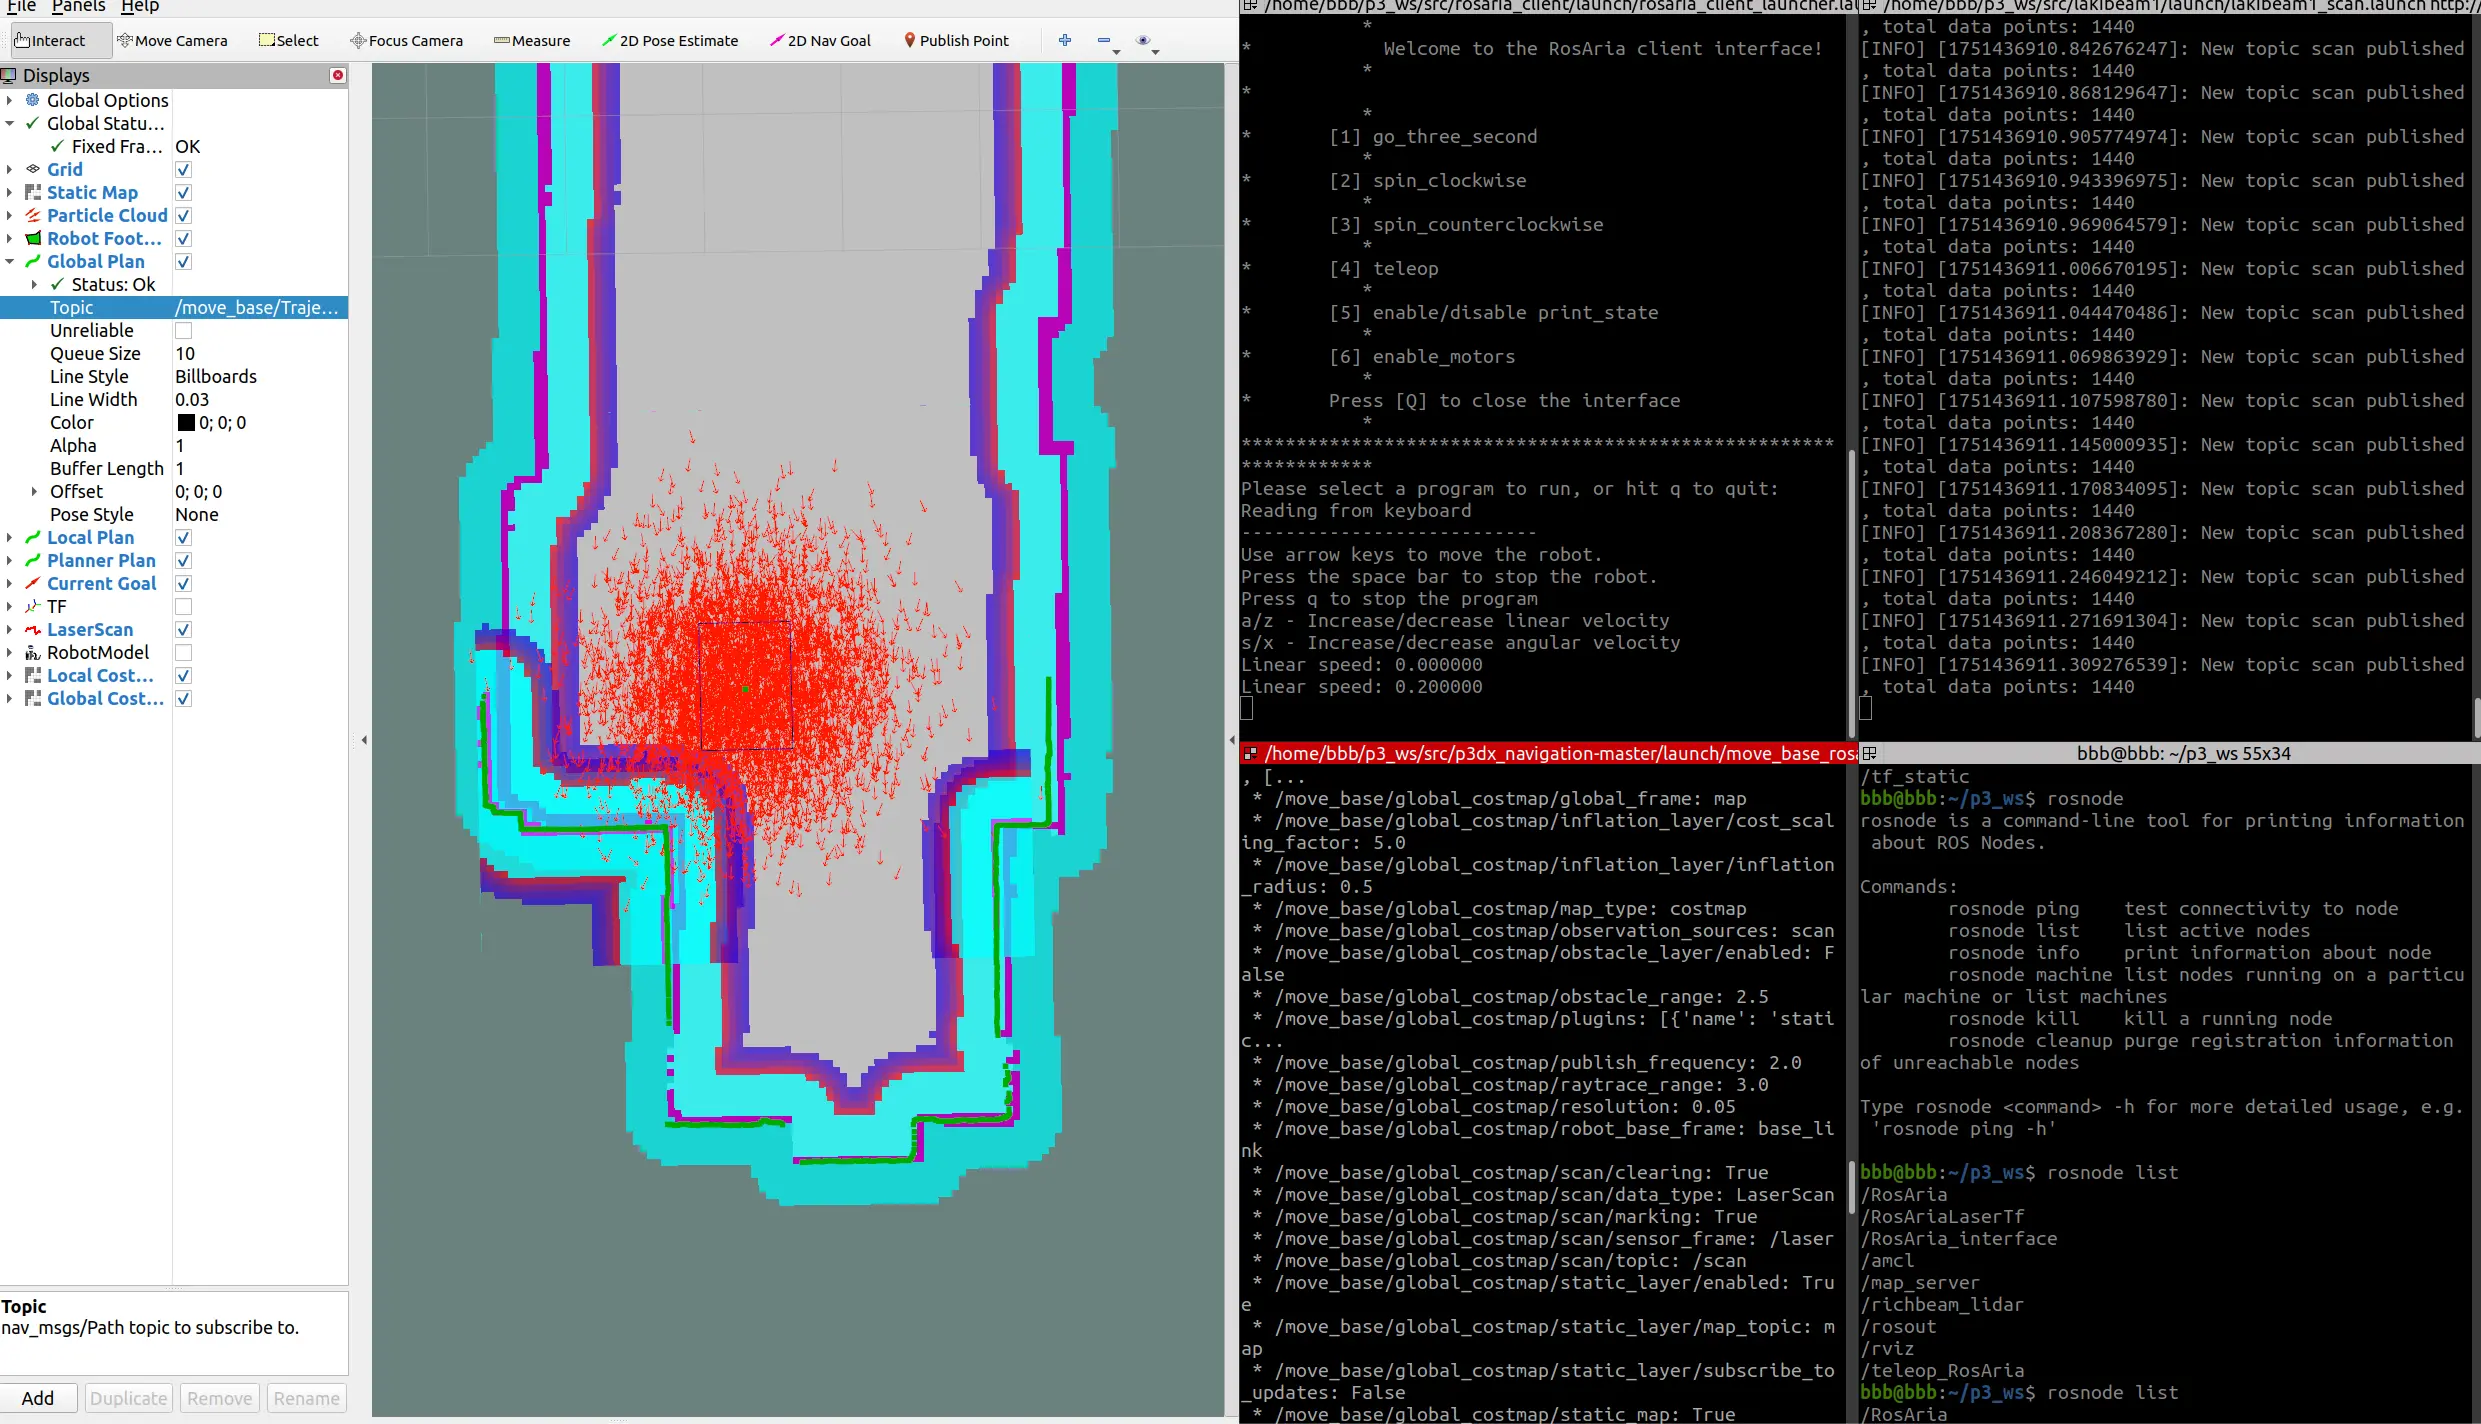 File Panels Help
Interact Move Camera Select Focus Camera Measure 2D Pose Estimate 2D Nav Goal Publish Point
Displays
Global Options
Global Statu...
Fixed Fra... OK
Grid
Static Map
Particle Cloud
Robot Foot...
Global Plan
Status: Ok
Topic /move_base/Traje...
Unreliable
Queue Size 10
Line Style Billboards
Line Width 0.03
Color 0; 0; 0
Alpha 1
Buffer Length 1
Offset 0; 0; 0
Pose Style None
Local Plan
Planner Plan
Current Goal
TF
LaserScan
RobotModel
Local Cost...
Global Cost...
Topic
nav_msgs/Path topic to subscribe to.
Add Duplicate Remove Rename
/home/bbb/p3_ws/src/rosaria_client/launch/rosaria_client_launcher.lau
*
* Welcome to the RosAria client interface!
*
*
*
* [1] go_three_second
*
* [2] spin_clockwise
*
* [3] spin_counterclockwise
*
* [4] teleop
*
* [5] enable/disable print_state
*
* [6] enable_motors
*
* Press [Q] to close the interface
*
******************************************************
************
Please select a program to run, or hit q to quit:
Reading from keyboard
---------------------------
Use arrow keys to move the robot.
Press the space bar to stop the robot.
Press q to stop the program
a/z - Increase/decrease linear velocity
s/x - Increase/decrease angular velocity
Linear speed: 0.000000
Linear speed: 0.200000
/home/bbb/p3_ws/src/lakibeam1/launch/lakibeam1_scan.launch http:/
, total data points: 1440
[INFO] [1751436910.842676247]: New topic scan published
, total data points: 1440
[INFO] [1751436910.868129647]: New topic scan published
, total data points: 1440
[INFO] [1751436910.905774974]: New topic scan published
, total data points: 1440
[INFO] [1751436910.943396975]: New topic scan published
, total data points: 1440
[INFO] [1751436910.969064579]: New topic scan published
, total data points: 1440
[INFO] [1751436911.006670195]: New topic scan published
, total data points: 1440
[INFO] [1751436911.044470486]: New topic scan published
, total data points: 1440
[INFO] [1751436911.069863929]: New topic scan published
, total data points: 1440
[INFO] [1751436911.107598780]: New topic scan published
, total data points: 1440
[INFO] [1751436911.145000935]: New topic scan published
, total data points: 1440
[INFO] [1751436911.170834095]: New topic scan published
, total data points: 1440
[INFO] [1751436911.208367280]: New topic scan published
, total data points: 1440
[INFO] [1751436911.246049212]: New topic scan published
, total data points: 1440
[INFO] [1751436911.271691304]: New topic scan published
, total data points: 1440
[INFO] [1751436911.309276539]: New topic scan published
, total data points: 1440
/home/bbb/p3_ws/src/p3dx_navigation-master/launch/move_base_rosa
, [...
* /move_base/global_costmap/global_frame: map
* /move_base/global_costmap/inflation_layer/cost_scal
ing_factor: 5.0
* /move_base/global_costmap/inflation_layer/inflation
_radius: 0.5
* /move_base/global_costmap/map_type: costmap
* /move_base/global_costmap/observation_sources: scan
* /move_base/global_costmap/obstacle_layer/enabled: F
alse
* /move_base/global_costmap/obstacle_range: 2.5
* /move_base/global_costmap/plugins: [{'name': 'stati
c...
* /move_base/global_costmap/publish_frequency: 2.0
* /move_base/global_costmap/raytrace_range: 3.0
* /move_base/global_costmap/resolution: 0.05
* /move_base/global_costmap/robot_base_frame: base_li
nk
* /move_base/global_costmap/scan/clearing: True
* /move_base/global_costmap/scan/data_type: LaserScan
* /move_base/global_costmap/scan/marking: True
* /move_base/global_costmap/scan/sensor_frame: /laser
* /move_base/global_costmap/scan/topic: /scan
* /move_base/global_costmap/static_layer/enabled: Tru
e
* /move_base/global_costmap/static_layer/map_topic: m
ap
* /move_base/global_costmap/static_layer/subscribe_to
_updates: False
* /move_base/global_costmap/static_map: True
bbb@bbb: ~/p3_ws 55x34
/tf_static
bbb@bbb:~/p3_ws$ rosnode
rosnode is a command-line tool for printing information
about ROS Nodes.
Commands:
rosnode ping test connectivity to node
rosnode list list active nodes
rosnode info print information about node
rosnode machine list nodes running on a particu
lar machine or list machines
rosnode kill kill a running node
rosnode cleanup purge registration information
of unreachable nodes
Type rosnode <command> -h for more detailed usage, e.g.
'rosnode ping -h'
bbb@bbb:~/p3_ws$ rosnode list
/RosAria
/RosAriaLaserTf
/RosAria_interface
/amcl
/map_server
/richbeam_lidar
/rosout
/rviz
/teleop_RosAria
bbb@bbb:~/p3_ws$ rosnode list
/RosAria